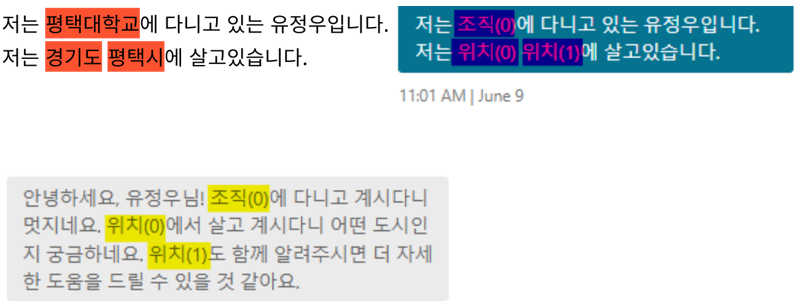 저는 평택대학교에 다니고 있는 유정우입니다.
저는 경기도 평택시에 살고있습니다.
저는 조직(0)에 다니고 있는 유정우입니다.
저는 위치(0) 위치(1)에 살고있습니다.
11:01 AM | June 9
안녕하세요, 유정우님! 조직(0)에 다니고 계시다니
멋지네요. 위치(0)에서 살고 계시다니 어떤 도시인
지 궁금하네요. 위치(1)도 함께 알려주시면 더 자세
한 도움을 드릴 수 있을 것 같아요.